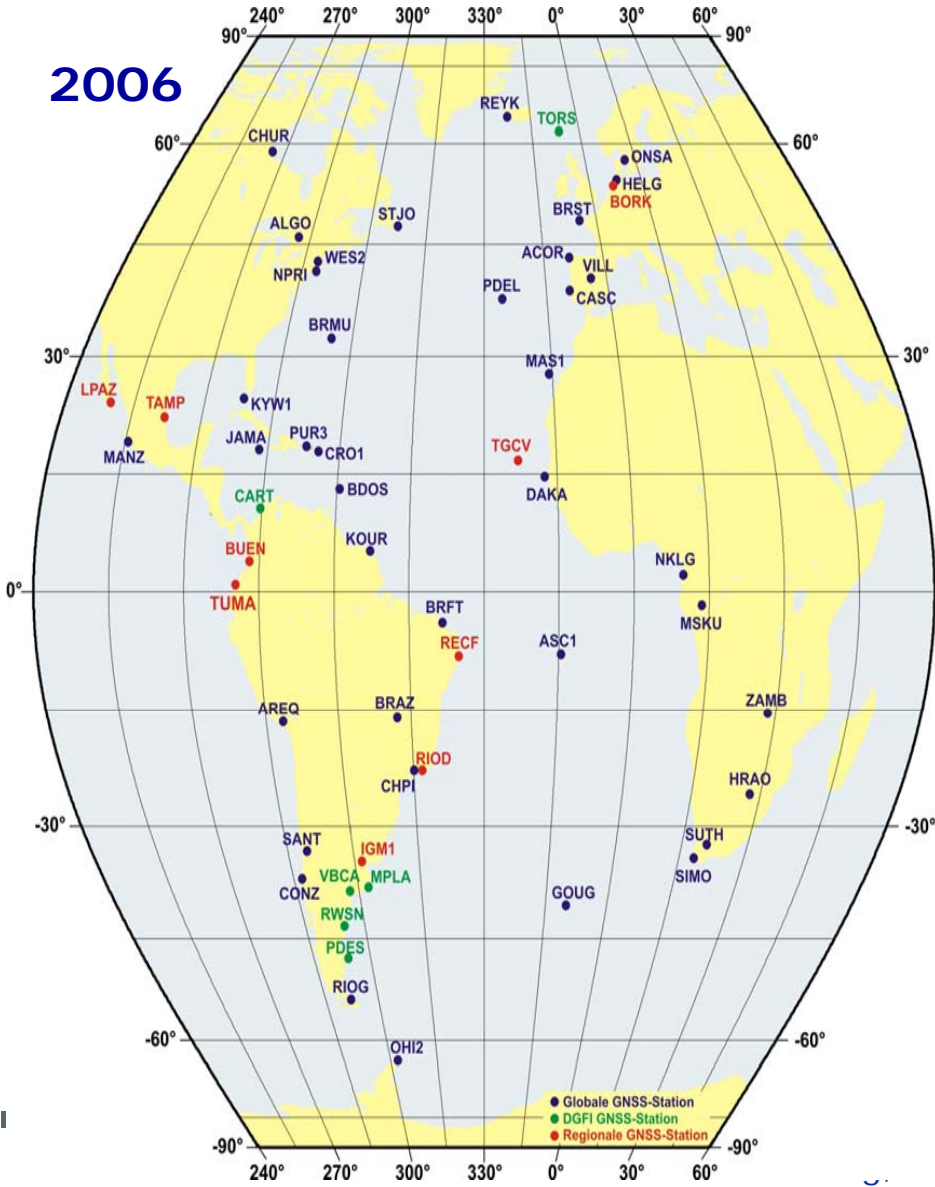 240° 270° 300° 330° 0° 30° 60°
90° 90°
2006
REYK
TORS
CHUR
60° 60°
ONSA
HELG
BORK
BRST
STJO
ALGO
ACOR
WES2
VILL
NPRI
PDEL
CASC
BRMU
30° 30°
MAS1
LPAZ
TAMP
KYW1
JAMA
PUR3
TGCV
MANZ
CRO1
BDOS
DAKA
CART
KOUR
BUEN
NKLG
0°
TUMA
BRFT
MSKU
RECF
ASC1
AREQ
BRAZ
ZAMB
RIOD
CHPI
HRAO
-30° -30°
SANT
SUTH
IGM1
VBCA
MPLA
SIMO
CONZ
GOUG
RWSN
PDES
RIOG
-60° -60°
OHI2
Globale GNSS-Station
DGFI GNSS-Station
Regionale GNSS-Station
-90° -90°
240° 270° 300° 330° 0° 30° 60°